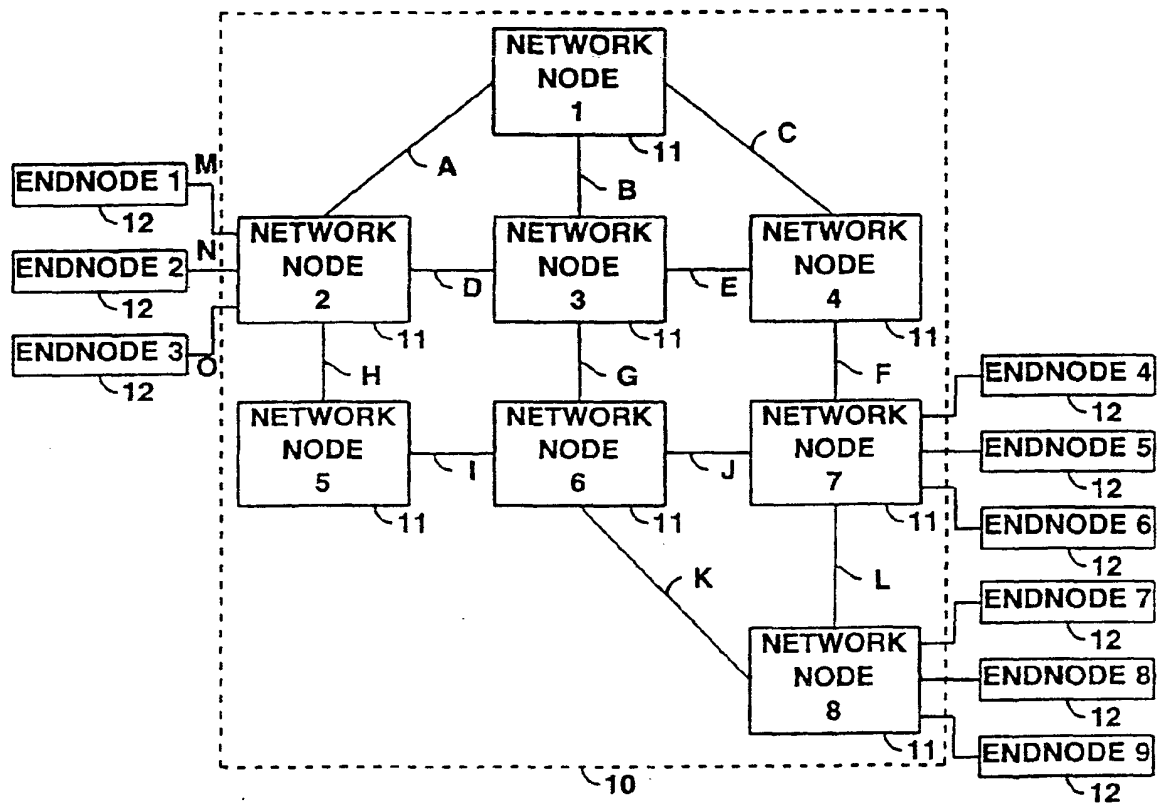 NETWORK
NODE
1
11
A
B
C
M
ENDNODE 1
12
N
ENDNODE 2
12
ENDNODE 3
O
12
NETWORK
NODE
2
11
D
NETWORK
NODE
3
11
E
NETWORK
NODE
4
11
H
G
F
NETWORK
NODE
5
11
I
NETWORK
NODE
6
11
J
NETWORK
NODE
7
11
ENDNODE 4
12
ENDNODE 5
12
ENDNODE 6
12
K
L
ENDNODE 7
12
NETWORK
NODE
8
11
ENDNODE 8
12
ENDNODE 9
12
10